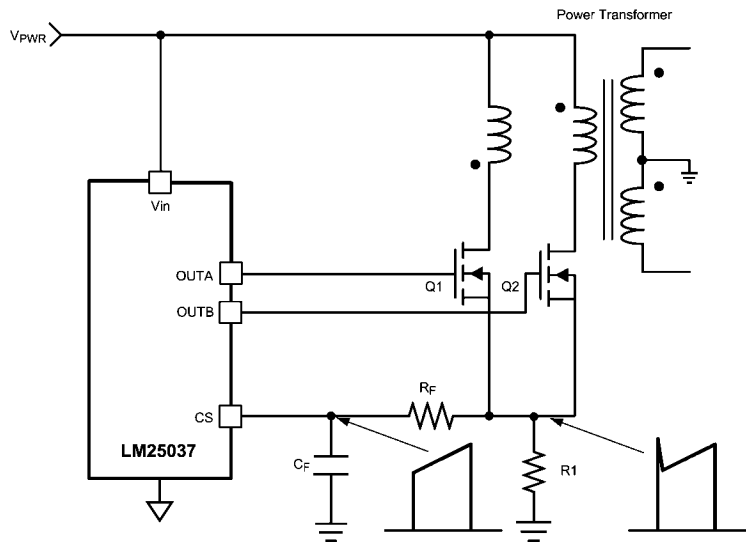 Power Transformer
VPWR
Vin
OUTA
Q1
Q2
OUTB
RF
CS
LM25037
CF
R1